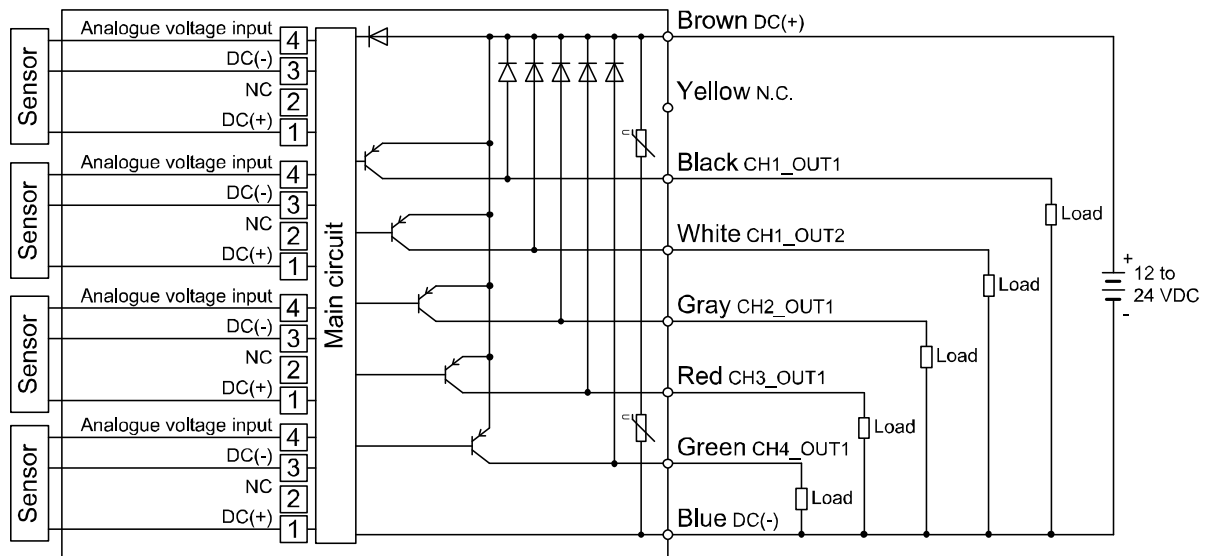 Sensor
Analogue voltage input 4
DC(-) 3
NC 2
DC(+) 1
Sensor
Analogue voltage input 4
DC(-) 3
NC 2
DC(+) 1
Sensor
Analogue voltage input 4
DC(-) 3
NC 2
DC(+) 1
Sensor
Analogue voltage input 4
DC(-) 3
NC 2
DC(+) 1
Main circuit
U
U
Brown DC(+)
Yellow N.C.
Black CH1_OUT1
White CH1_OUT2
Gray CH2_OUT1
Red CH3_OUT1
Green CH4_OUT1
Blue DC(-)
Load
Load
Load
Load
Load
+
12 to
24 VDC
-